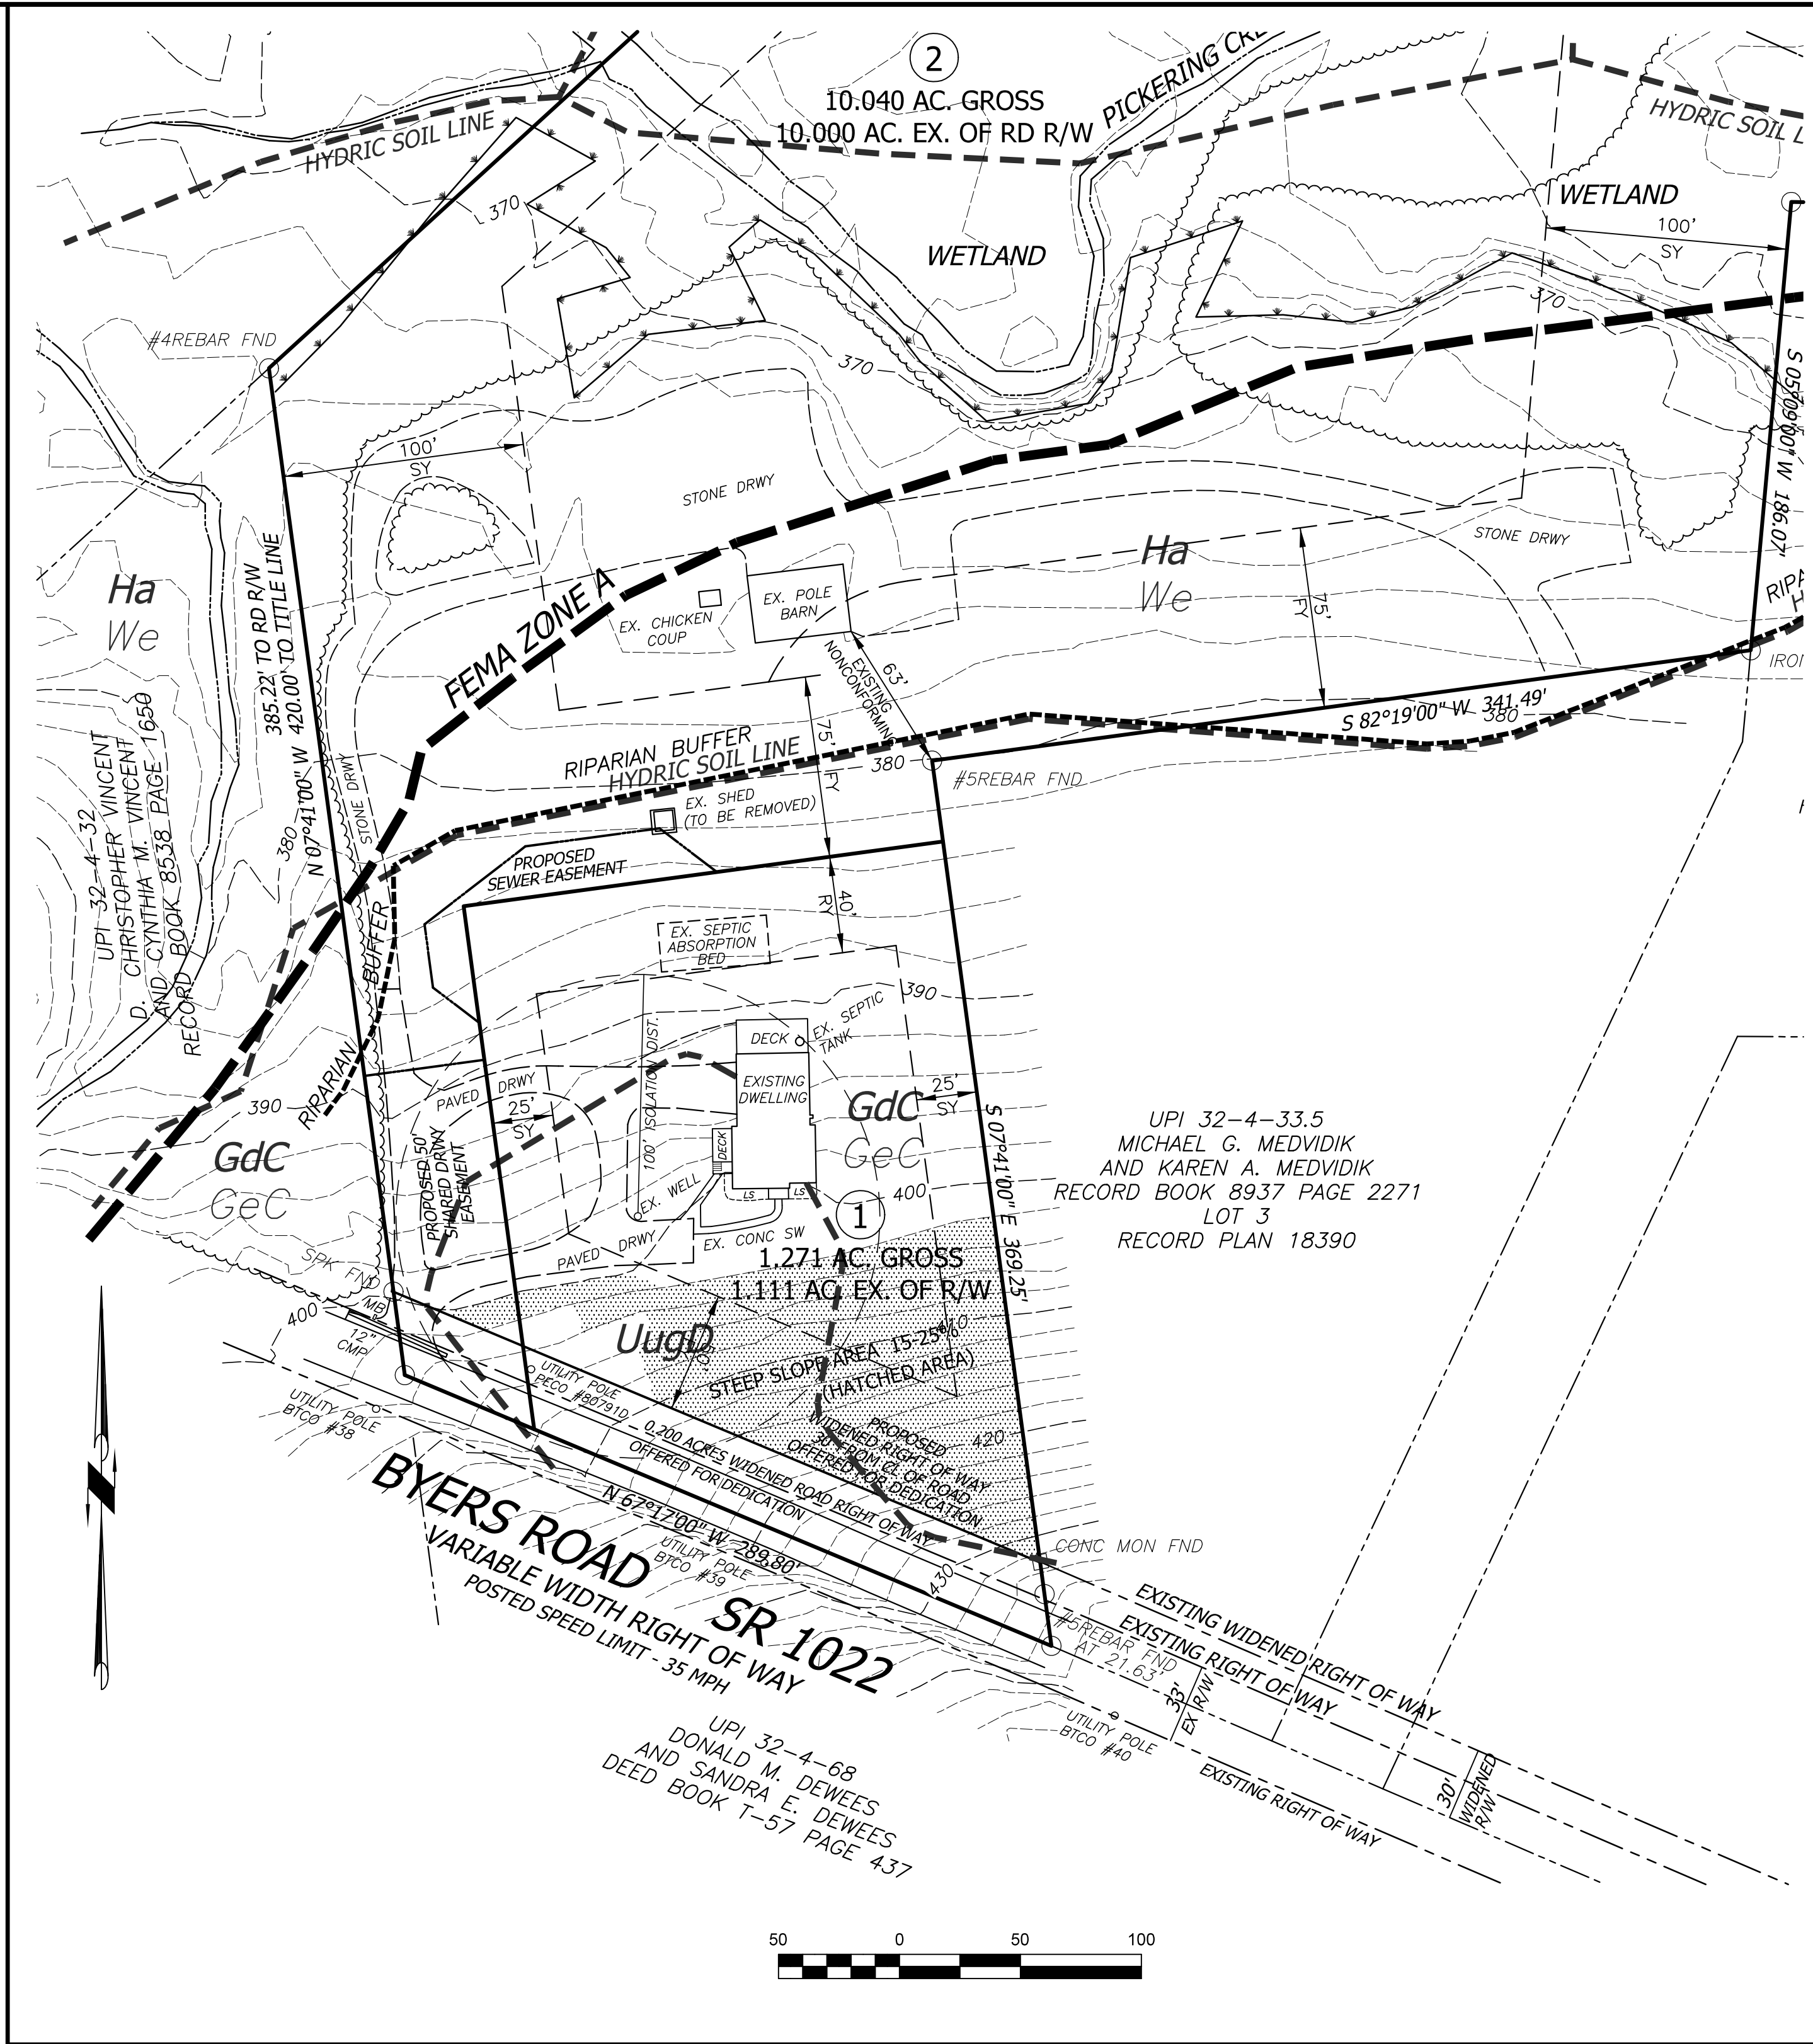 2
10.040 AC. GROSS
10.000 AC. EX. OF RD R/W
HYDRIC SOIL LINE
370
WETLAND
WETLAND
100'
SY
370
370
#4REBAR FND
100'
SY
STONE DRWY
STONE DRWY
Ha
We
Ha
We
385.22' TO RD R/W
N 07°41'00" W 420.00' TO TITLE LINE
FEMA ZONE A
EX. CHICKEN
COUP
EX. POLE
BARN
63'
EXISTING
NONCONFORMING
75'
FY
S 82°19'00" W 341.49'
380
75'
FY
RIPARIAN BUFFER
HYDRIC SOIL LINE
380
#5REBAR FND
EX. SHED
(TO BE REMOVED)
STONE DRWY
380
UPI 32-4-32
D. CHRISTOPHER VINCENT
AND CYNTHIA M. VINCENT
RECORD BOOK 8538 PAGE 1650
PROPOSED
SEWER EASEMENT
40'
RY
EX. SEPTIC
ABSORPTION
BED
RIPARIAN BUFFER
390
390
EX. SEPTIC
TANK
DECK
EXISTING
DWELLING
DECK
100' ISOLATION DIST.
PAVED DRWY
25'
SY
25'
SY
GdC
GeC
GdC
GeC
PROPOSED 50'
SHARED DRWY
EASEMENT
EX. WELL
LS
LS
400
PAVED DRWY
EX. CONC SW
1
1.271 AC. GROSS
1.111 AC. EX. OF R/W
S 07°41'00" E 369.25'
UPI 32-4-33.5
MICHAEL G. MEDVIDIK
AND KAREN A. MEDVIDIK
RECORD BOOK 8937 PAGE 2271
LOT 3
RECORD PLAN 18390
SPK FND
400
MB
12"
CMP
UugD
410
STEEP SLOPE AREA 15-25%
(HATCHED AREA)
UTILITY POLE
PECO #80791D
UTILITY POLE
BTCO #38
PROPOSED
WIDENED RIGHT OF WAY
30' FROM CL OF ROAD
OFFERED FOR DEDICATION
420
0.200 ACRES WIDENED ROAD RIGHT OF WAY
OFFERED FOR DEDICATION
N 67°17'00" W 289.80'
UTILITY POLE
BTCO #39
430
CONC MON FND
#5REBAR FND
AT 21.63'
BYERS ROAD SR 1022
VARIABLE WIDTH RIGHT OF WAY
POSTED SPEED LIMIT - 35 MPH
EXISTING WIDENED RIGHT OF WAY
EXISTING RIGHT OF WAY
33'
EX R/W
UTILITY POLE
BTCO #40
EXISTING RIGHT OF WAY
30'
WIDENED
R/W
UPI 32-4-68
DONALD M. DEWEES
AND SANDRA E. DEWEES
DEED BOOK T-57 PAGE 437
50 0 50 100